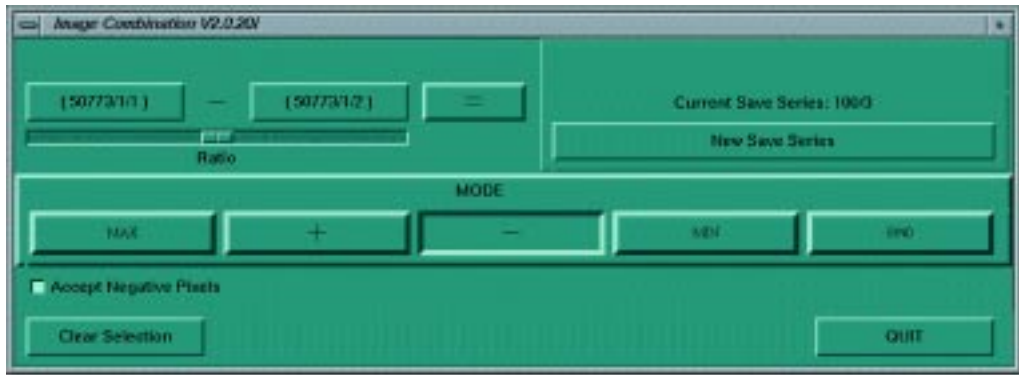 Image Combination V2.0.20I
(50773/1/1) — (50773/1/2) =
Ratio
Current Save Series: 100/3
New Save Series
MODE
MAX + — MIN
Accept Negative Pixels
Clear Selection QUIT